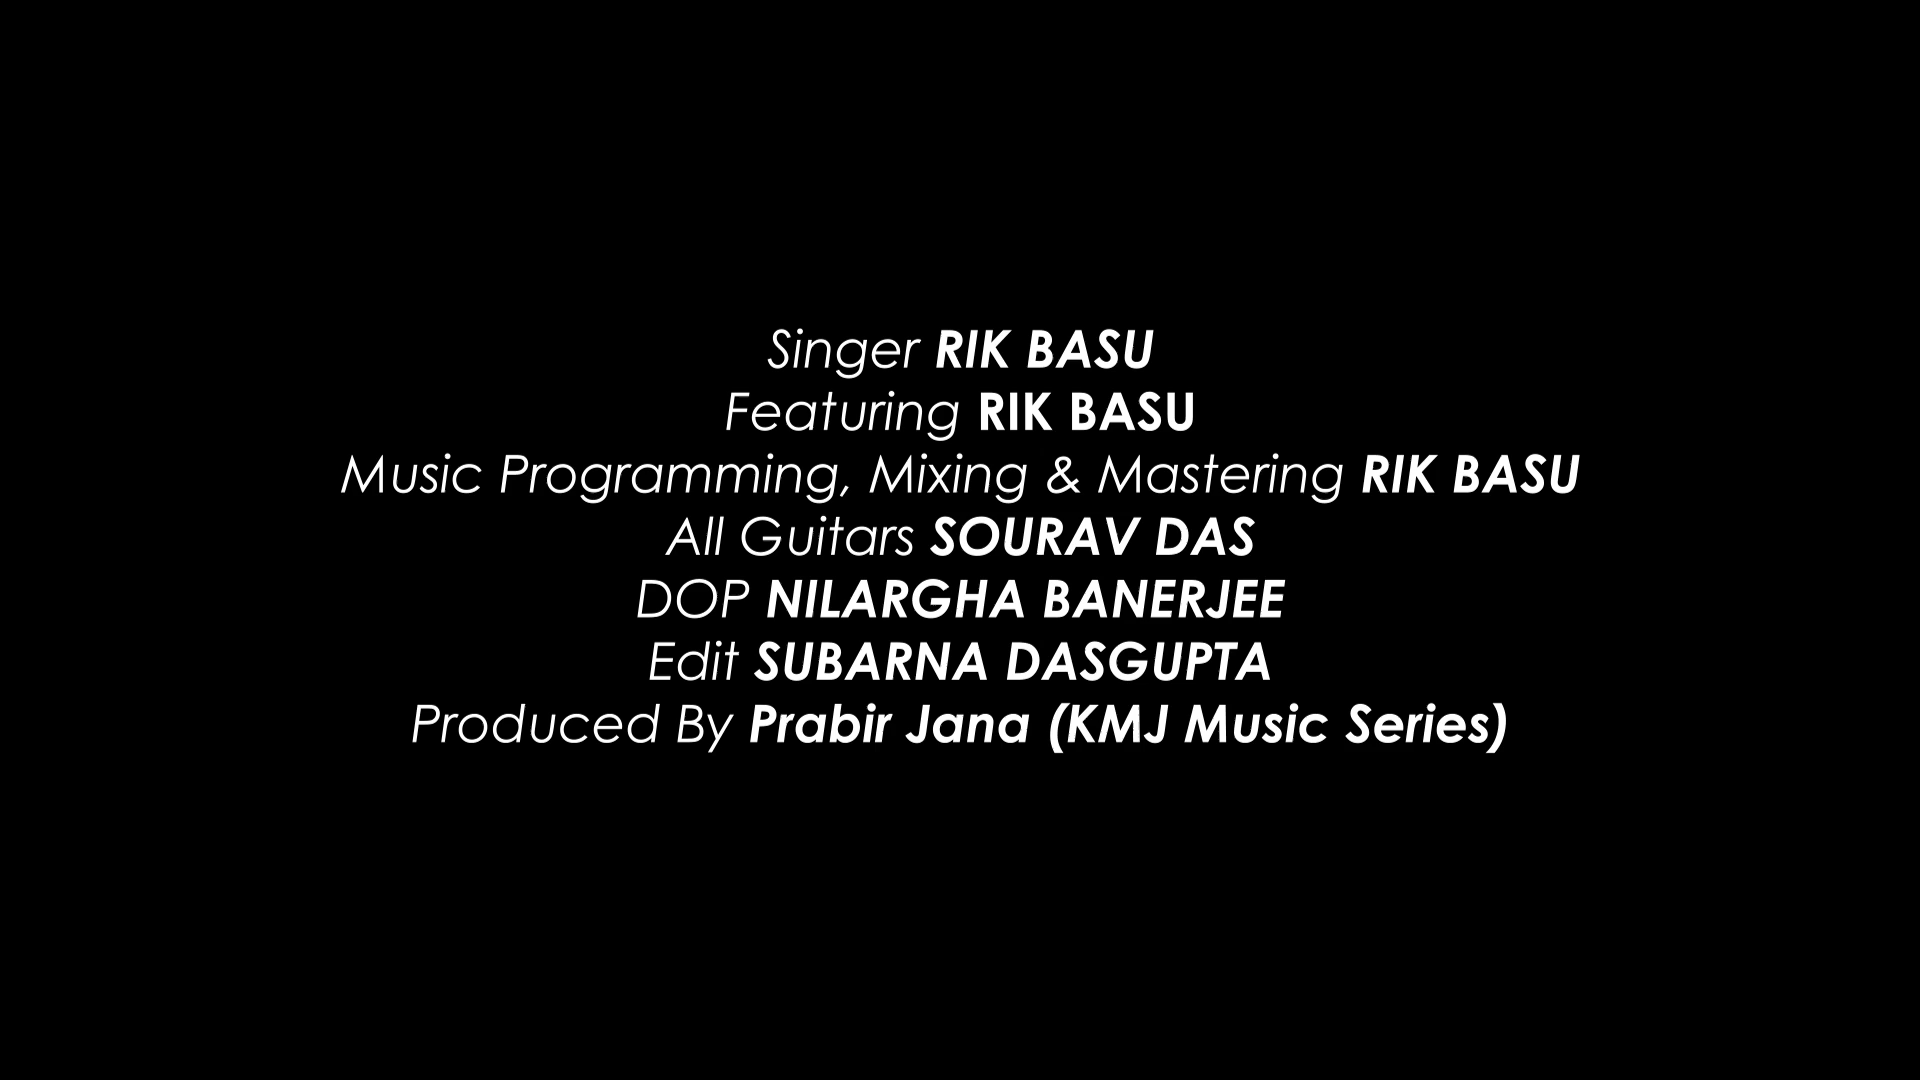 Singer RIK BASU
Featuring RIK BASU
Music Programming, Mixing & Mastering RIK BASU
All Guitars SOURAV DAS
DOP NILARGHA BANERJEE
Edit SUBARNA DASGUPTA
Produced By Prabir Jana (KMJ Music Series)